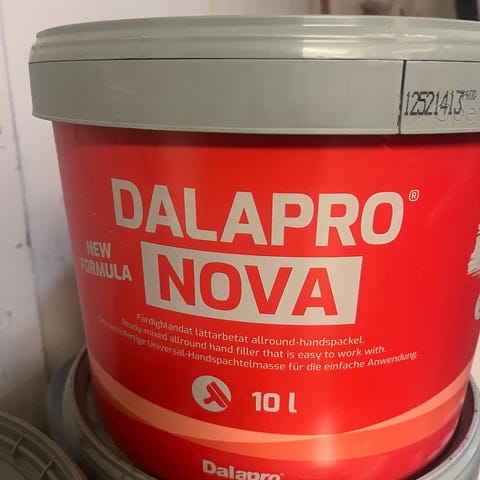 12521413 PROD
DALAPRO®
NEW
FORMULA
NOVA
Färdigblandat lättarbetat allround-handspackel.
Ready-mixed allround hand filler that is easy to work with.
Universal-Handspachtelmasse für die einfache Anwendung.
10 l
Dalapro®